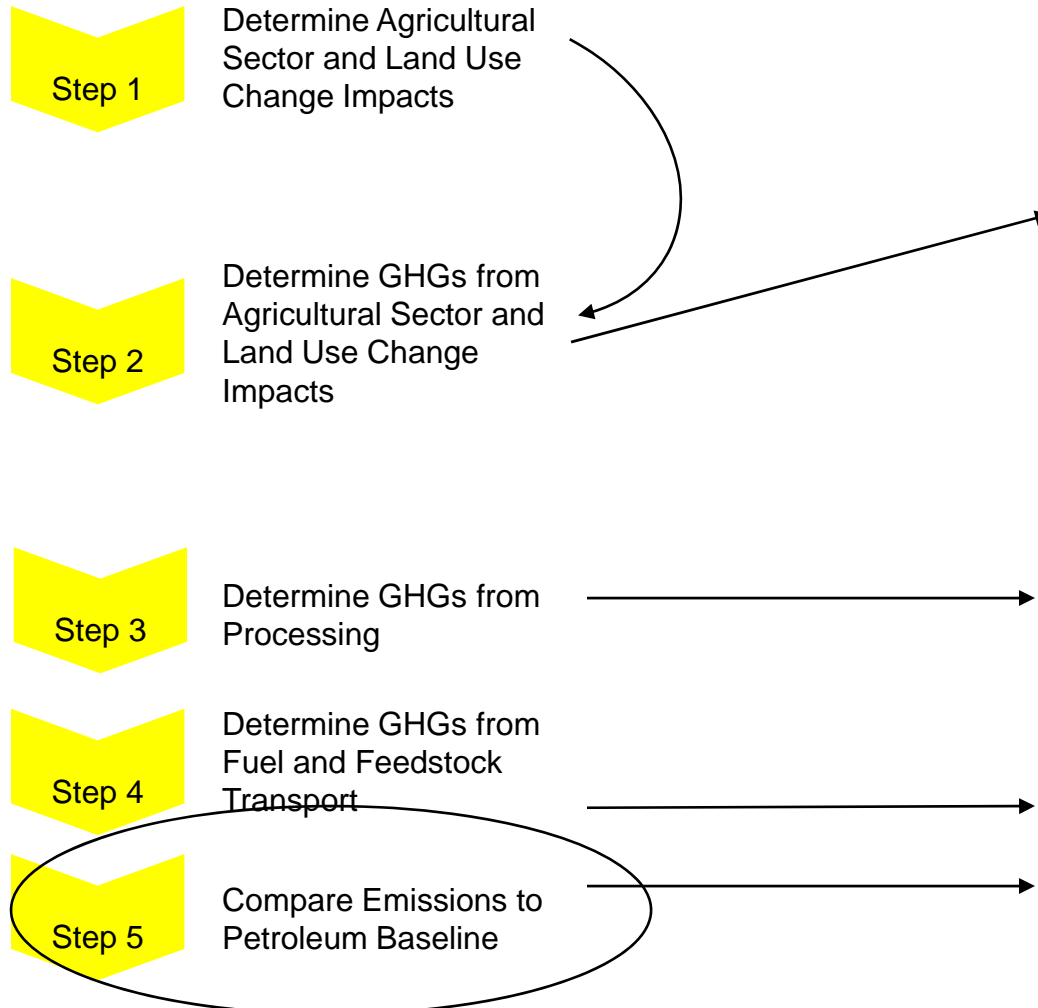 Step 1
Determine Agricultural
Sector and Land Use
Change Impacts
Step 2
Determine GHGs from
Agricultural Sector and
Land Use Change
Impacts
Step 3
Determine GHGs from
Processing
Step 4
Determine GHGs from
Fuel and Feedstock
Transport
Step 5
Compare Emissions to
Petroleum Baseline